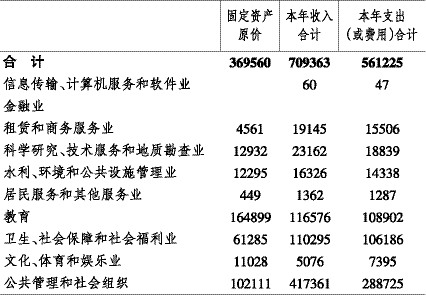 固定资产 本年收入 本年支出
原价 合计 (或费用)合计
合 计 369560 709363 561225
信息传输、计算机服务和软件业 60 47
金融业
租赁和商务服务业 4561 19145 15506
科学研究、技术服务和地质勘查业 12932 23162 18839
水利、环境和公共设施管理业 12295 16326 14338
居民服务和其他服务业 449 1362 1287
教育 164899 116576 108902
卫生、社会保障和社会福利业 61285 110295 106186
文化、体育和娱乐业 11028 5076 7395
公共管理和社会组织 102111 417361 288725